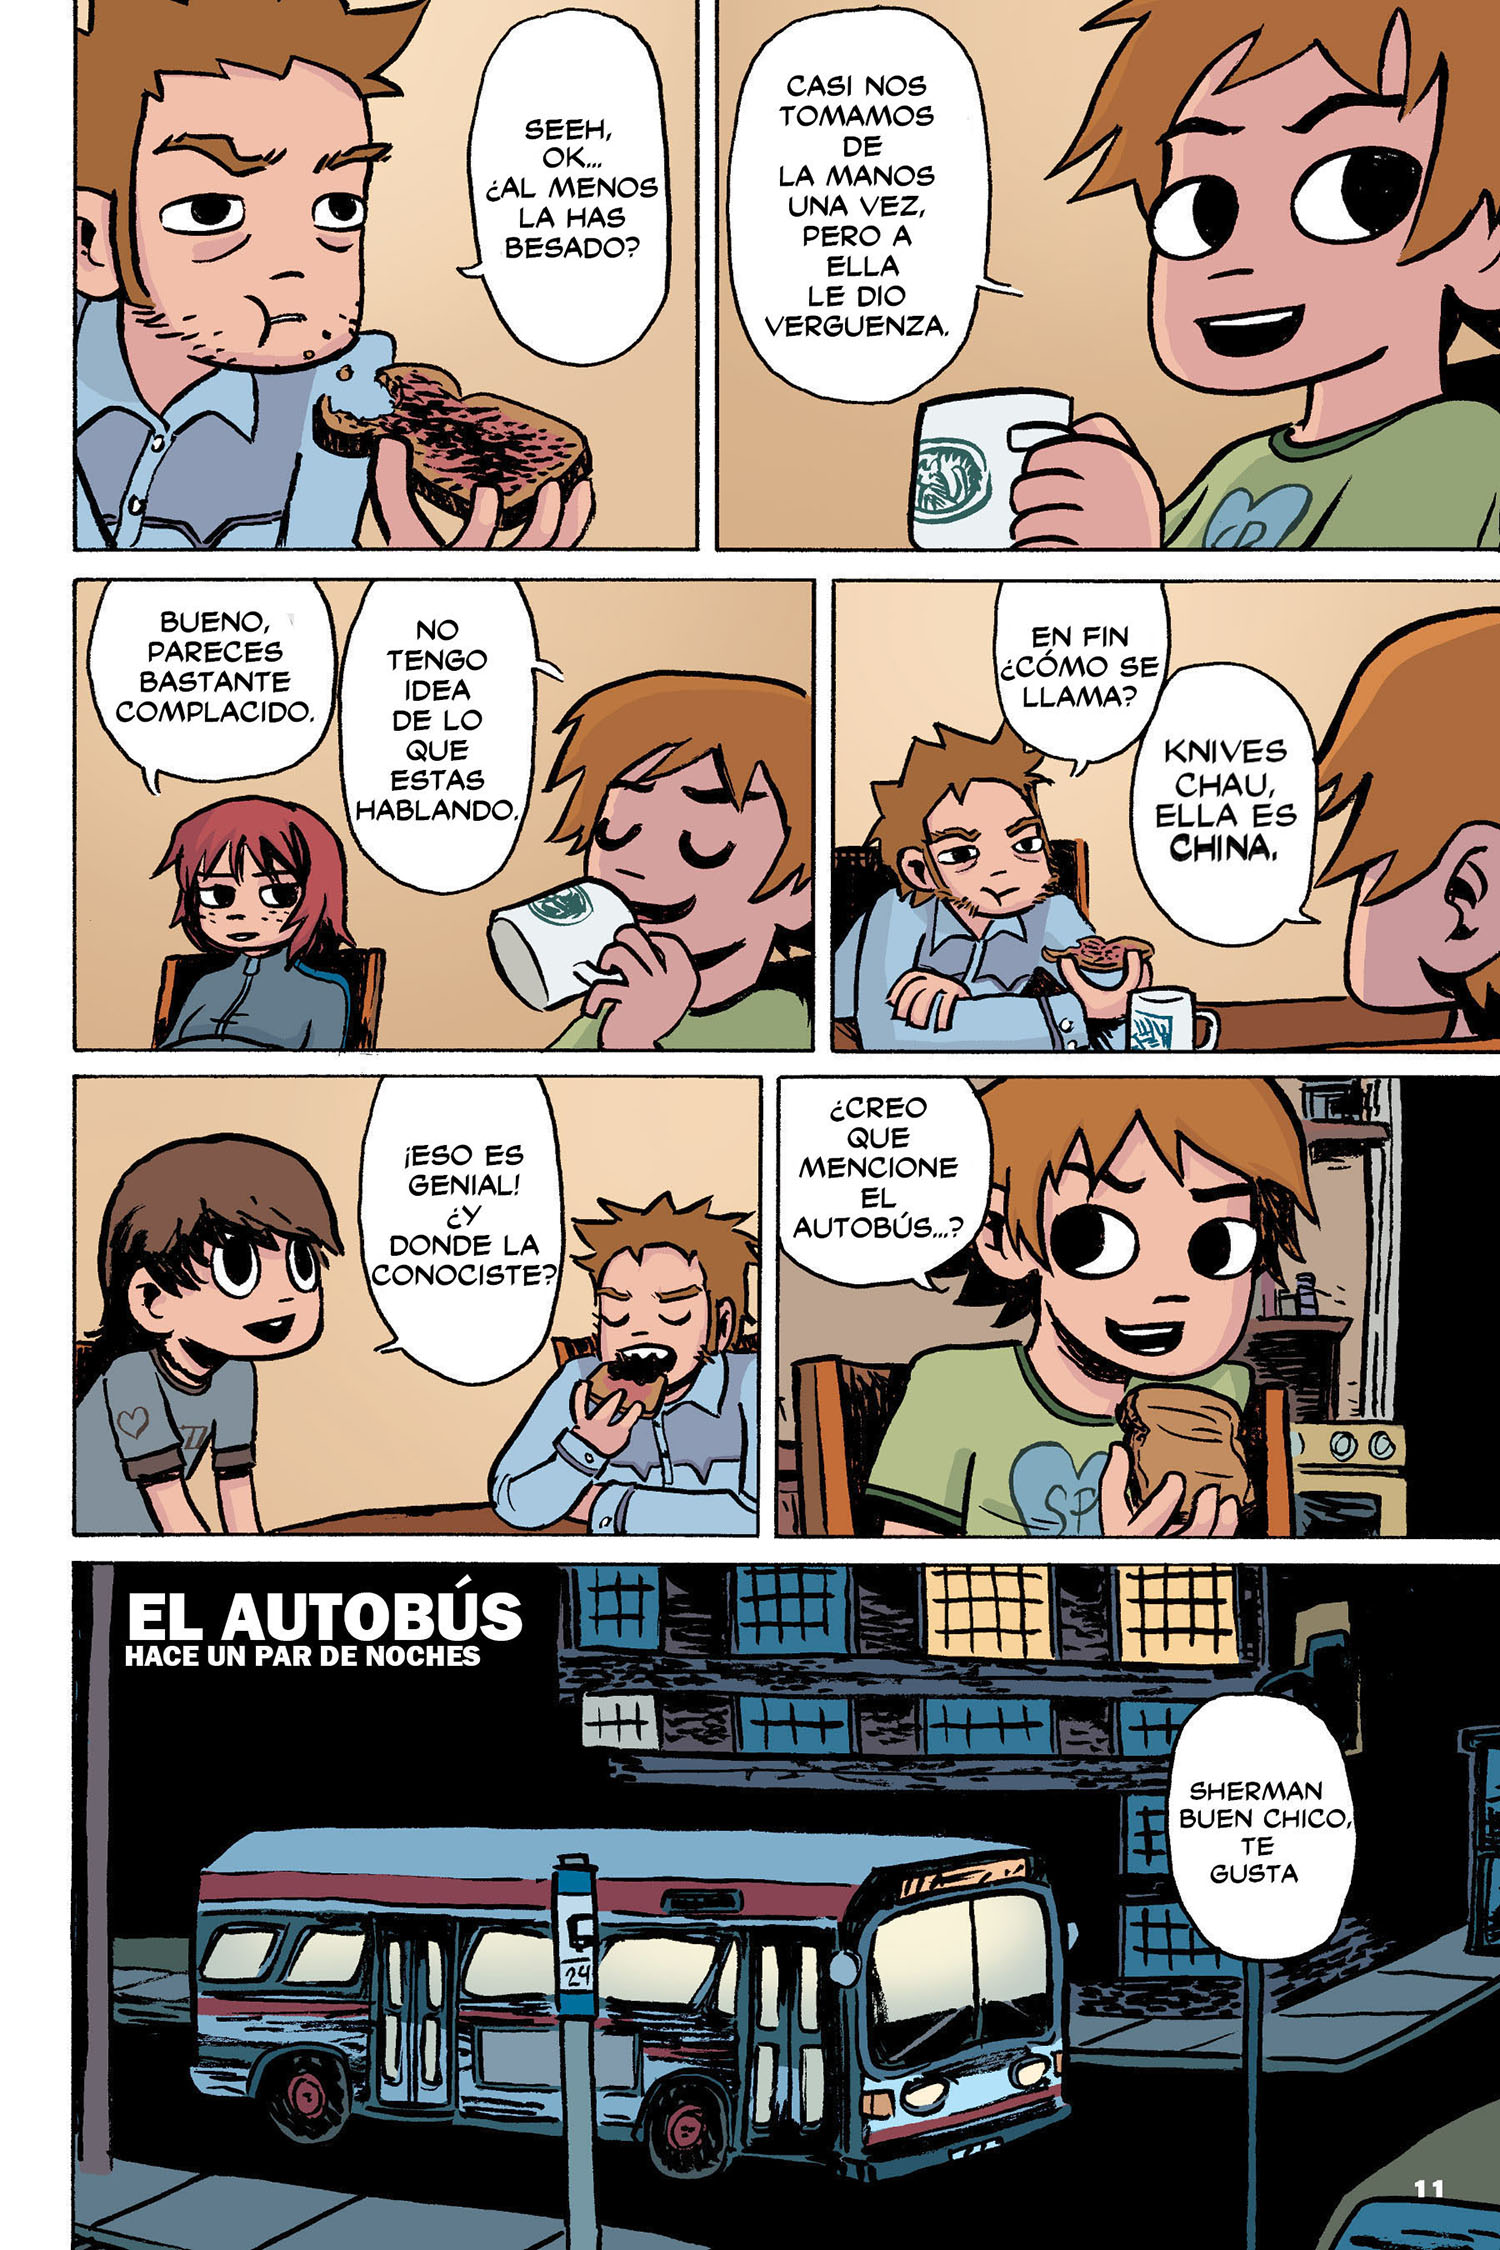 SEEH,
OK...
¿AL MENOS
LA HAS
BESADO?
CASI NOS
TOMAMOS
DE
LA MANOS
UNA VEZ,
PERO A
ELLA
LE DIO
VERGUENZA.
BUENO,
PARECES
BASTANTE
COMPLACIDO.
NO
TENGO
IDEA
DE LO
QUE
ESTAS
HABLANDO.
EN FIN
¿CÓMO SE
LLAMA?
KNIVES
CHAU,
ELLA ES
CHINA.
¡ESO ES
GENIAL!
¿Y
DONDE LA
CONOCISTE?
¿CREO
QUE
MENCIONE
EL
AUTOBÚS...?
SP
EL AUTOBÚS
HACE UN PAR DE NOCHES
SHERMAN
BUEN CHICO,
TE
GUSTA
24
11